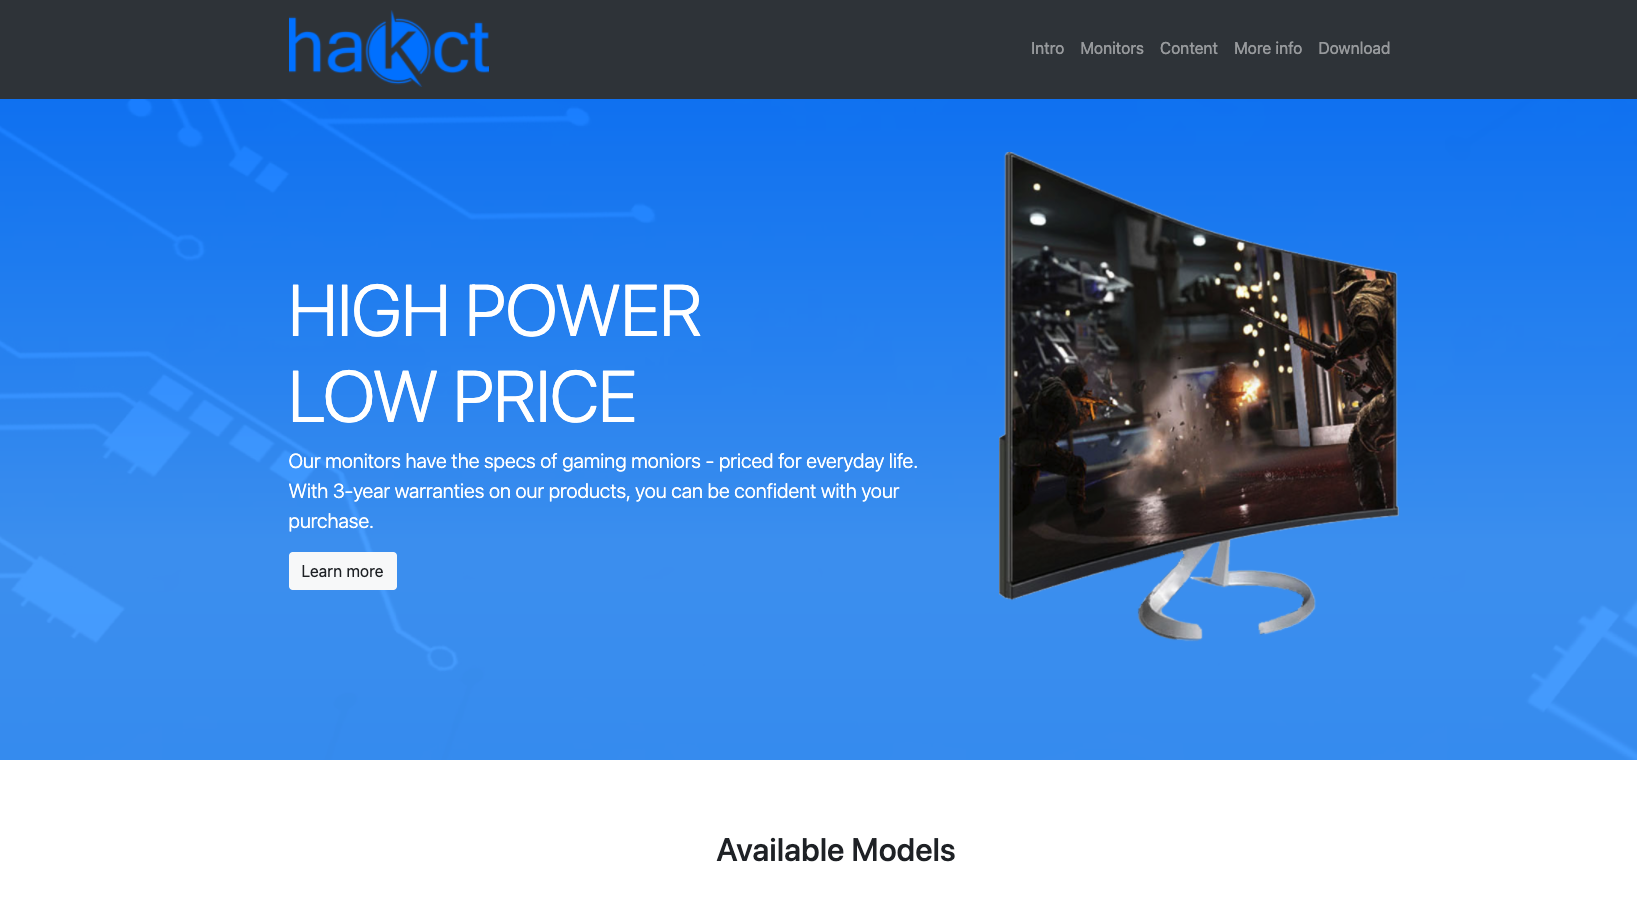 hakct
Intro Monitors Content More info Download
HIGH POWER
LOW PRICE
Our monitors have the specs of gaming moniors - priced for everyday life.
With 3-year warranties on our products, you can be confident with your
purchase.
Learn more
Available Models